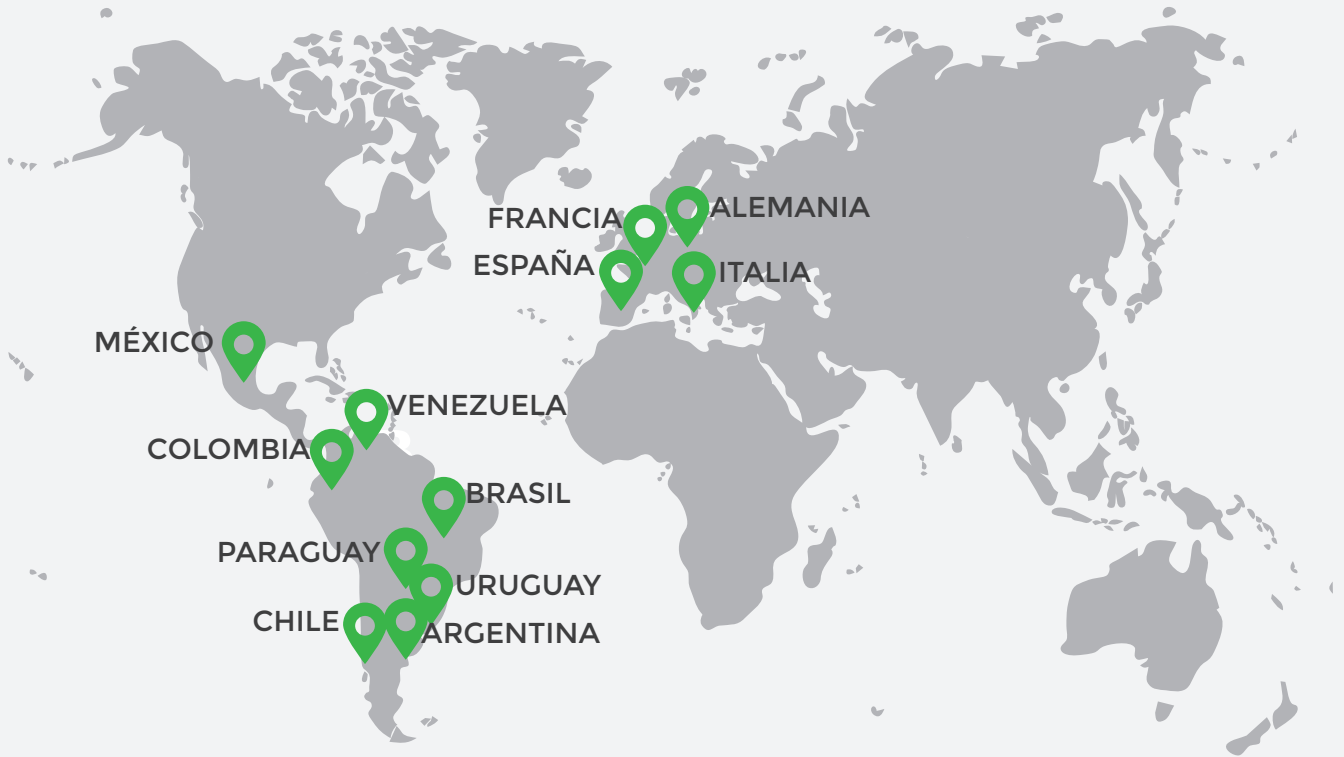 ALEMANIA
FRANCIA
ESPAÑA
ITALIA
MÉXICO
VENEZUELA
COLOMBIA
BRASIL
PARAGUAY
URUGUAY
CHILE
ARGENTINA